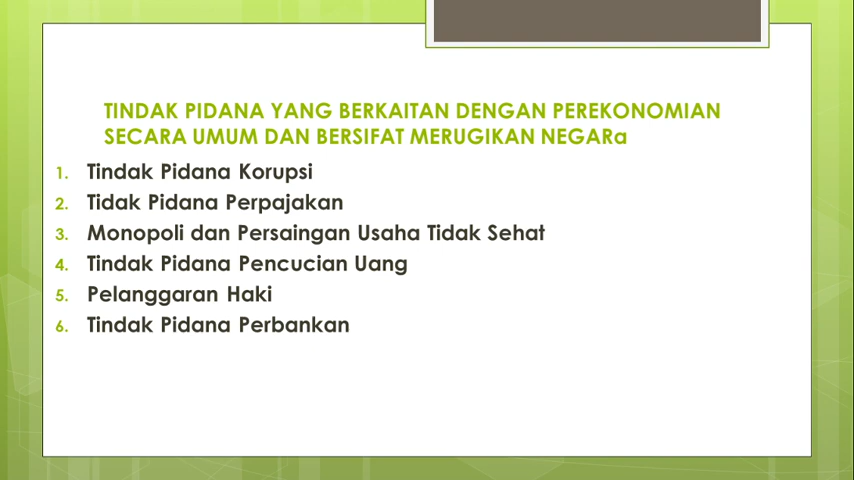 TINDAK PIDANA YANG BERKAITAN DENGAN PEREKONOMIAN
SECARA UMUM DAN BERSIFAT MERUGIKAN NEGARa
1. Tindak Pidana Korupsi
2. Tidak Pidana Perpajakan
3. Monopoli dan Persaingan Usaha Tidak Sehat
4. Tindak Pidana Pencucian Uang
5. Pelanggaran Haki
6. Tindak Pidana Perbankan